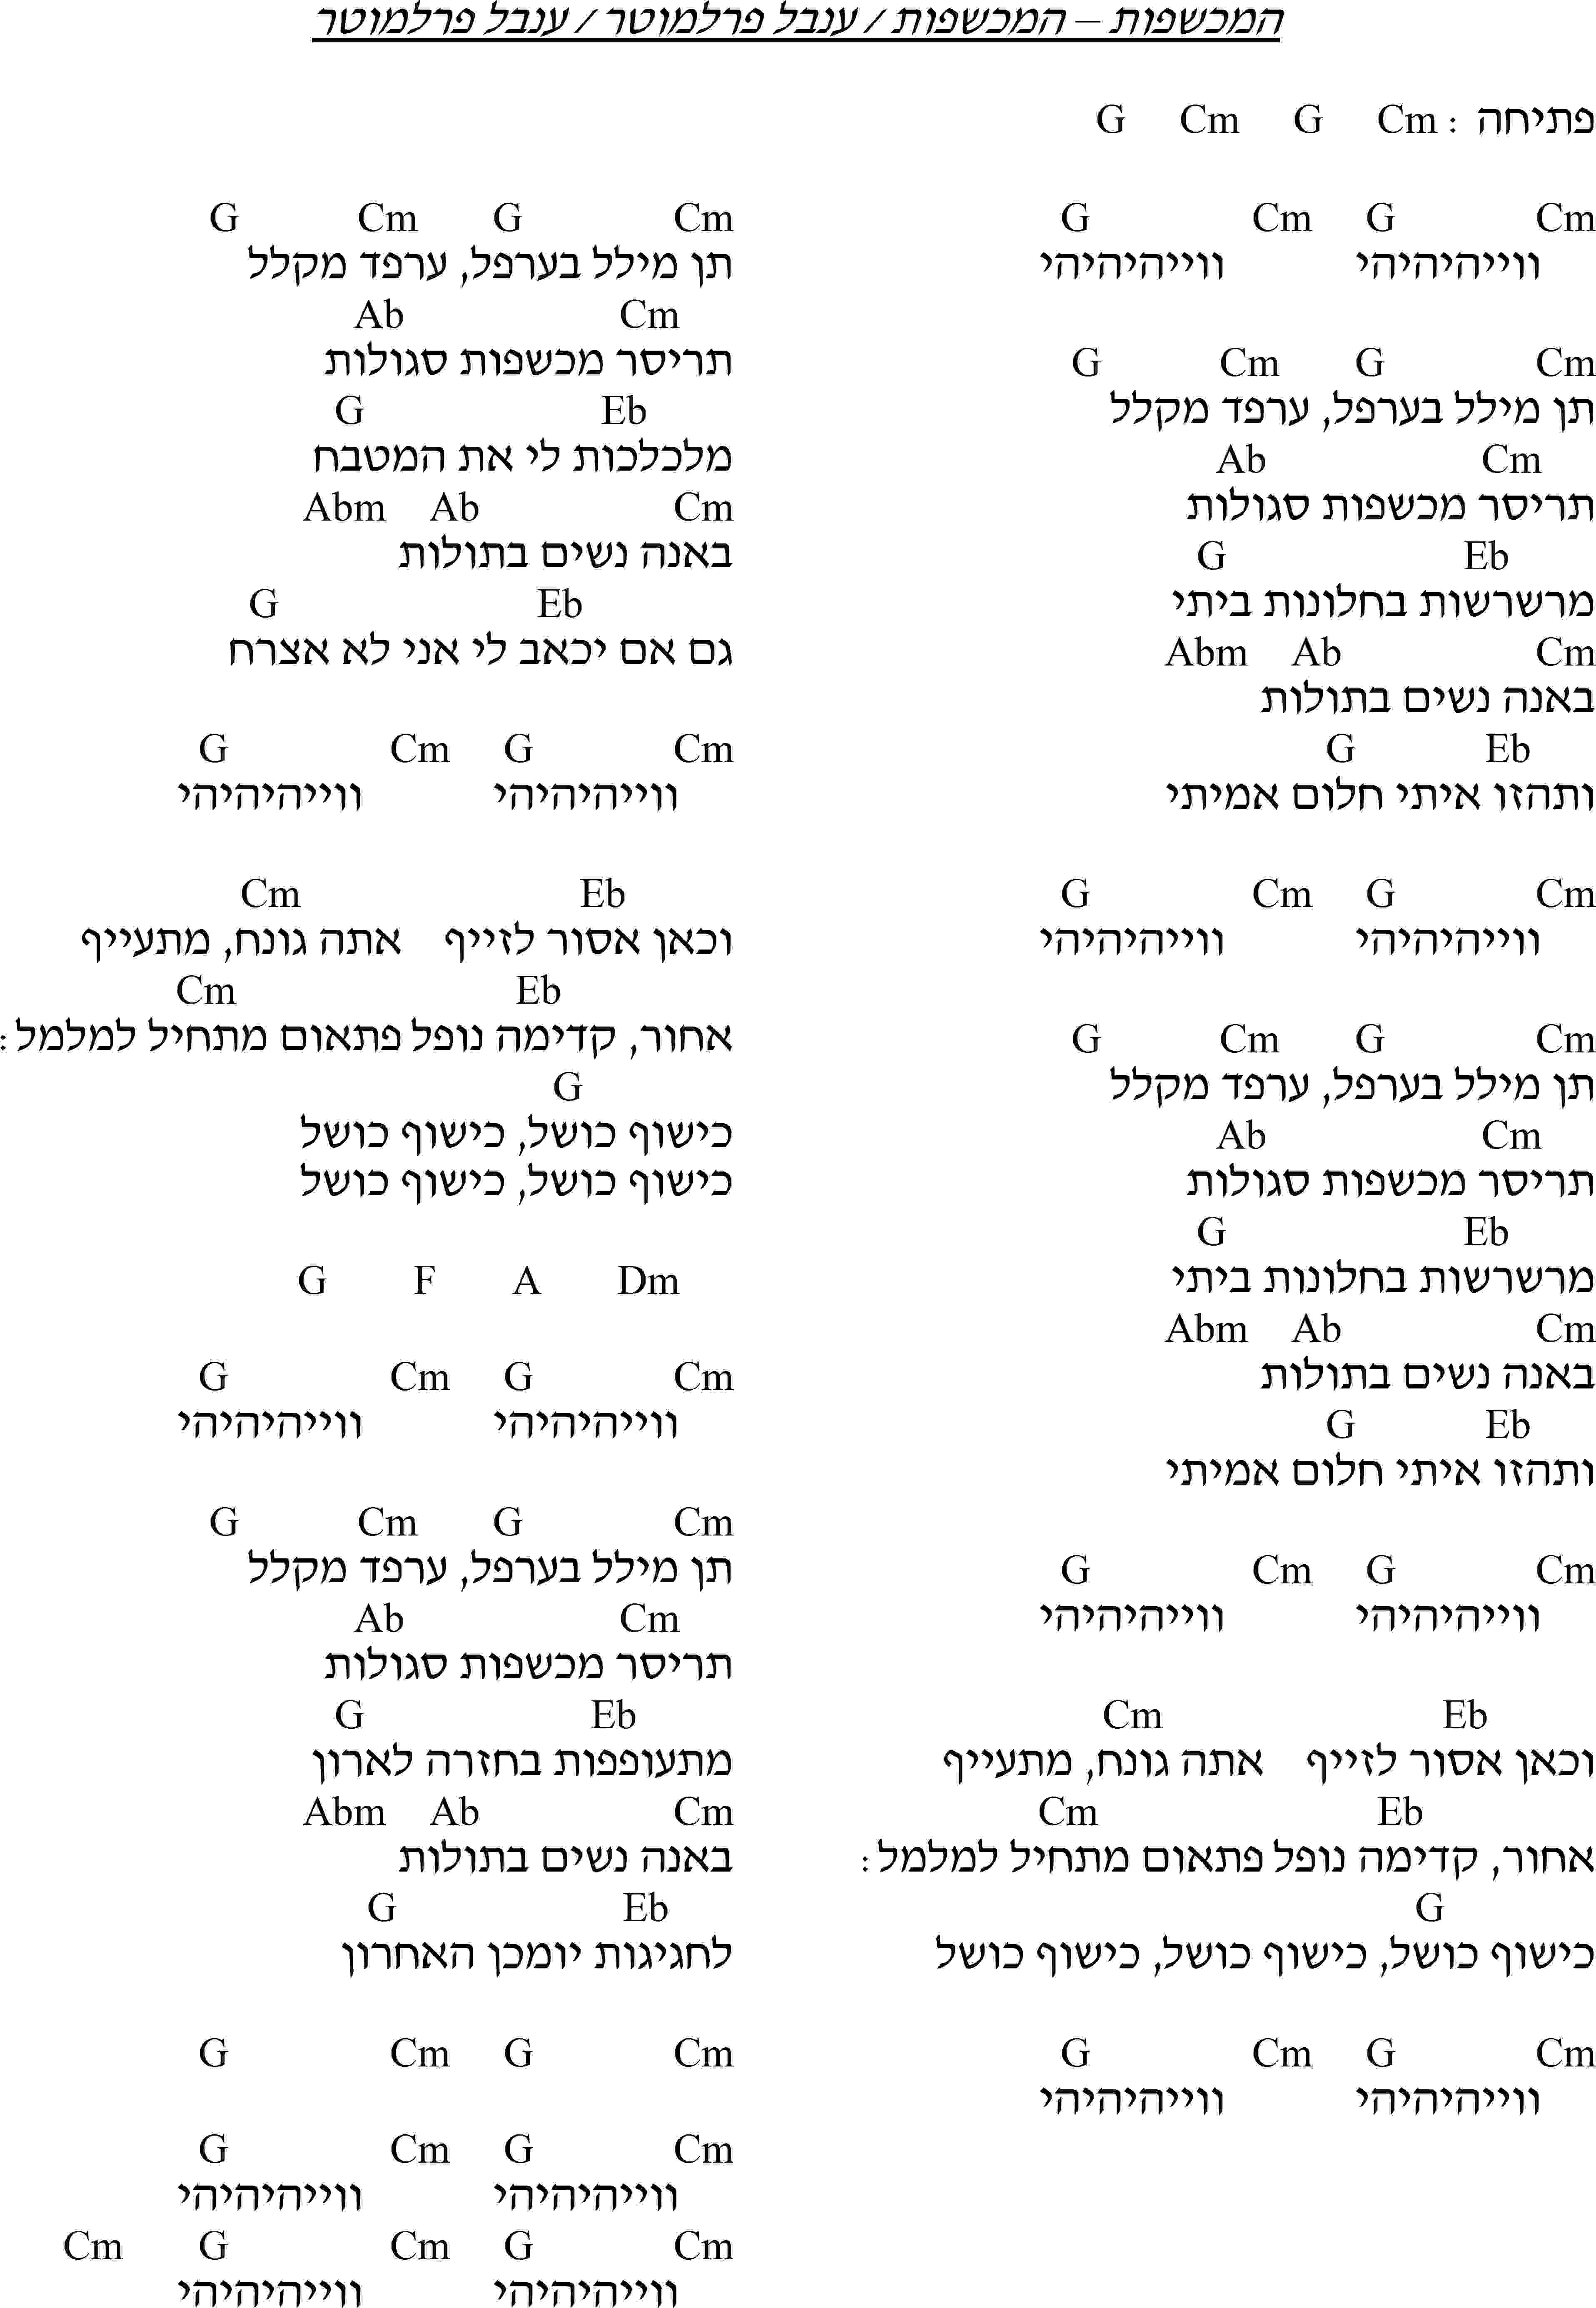 המכשפות – המכשפות / ענבל פרלמוטר / ענבל פרלמוטר
פתיחה : Cm G Cm G
Cm G Cm G
ווייהיהיהי ווייהיהיהי
Cm G Cm G
תן מילל בערפל, ערפד מקלל
Cm Ab
תריסר מכשפות סגולות
Eb G
מרשרשות בחלונות ביתי
Cm Ab Abm
באנה נשים בתולות
Eb G
ותהזו איתי חלום אמיתי
Cm G Cm G
ווייהיהיהי ווייהיהיהי
Cm G Cm G
תן מילל בערפל, ערפד מקלל
Cm Ab
תריסר מכשפות סגולות
Eb G
מרשרשות בחלונות ביתי
Cm Ab Abm
באנה נשים בתולות
Eb G
ותהזו איתי חלום אמיתי
Cm G Cm G
ווייהיהיהי ווייהיהיהי
Eb Cm
וכאן אסור לזייף אתה גונח, מתעייף
Eb Cm
אחור, קדימה נופל פתאום מתחיל למלמל:
G
כישוף כושל, כישוף כושל, כישוף כושל
Cm G Cm G
ווייהיהיהי ווייהיהיהי
Cm G Cm G
תן מילל בערפל, ערפד מקלל
Cm Ab
תריסר מכשפות סגולות
Eb G
מלכלכות לי את המטבח
Cm Ab Abm
באנה נשים בתולות
Eb G
גם אם יכאב לי אני לא אצרח
Cm G Cm G
ווייהיהיהי ווייהיהיהי
Eb Cm
וכאן אסור לזייף אתה גונח, מתעייף
Eb Cm
אחור, קדימה נופל פתאום מתחיל למלמל:
G
כישוף כושל, כישוף כושל
כישוף כושל, כישוף כושל
Dm A F G
Cm G Cm G
ווייהיהיהי ווייהיהיהי
Cm G Cm G
תן מילל בערפל, ערפד מקלל
Cm Ab
תריסר מכשפות סגולות
Eb G
מתעופפות בחזרה לארון
Cm Ab Abm
באנה נשים בתולות
Eb G
לחגיגות יומכן האחרון
Cm G Cm G
Cm G Cm G
ווייהיהיהי ווייהיהיהי
Cm G Cm G Cm
ווייהיהיהי ווייהיהיהי